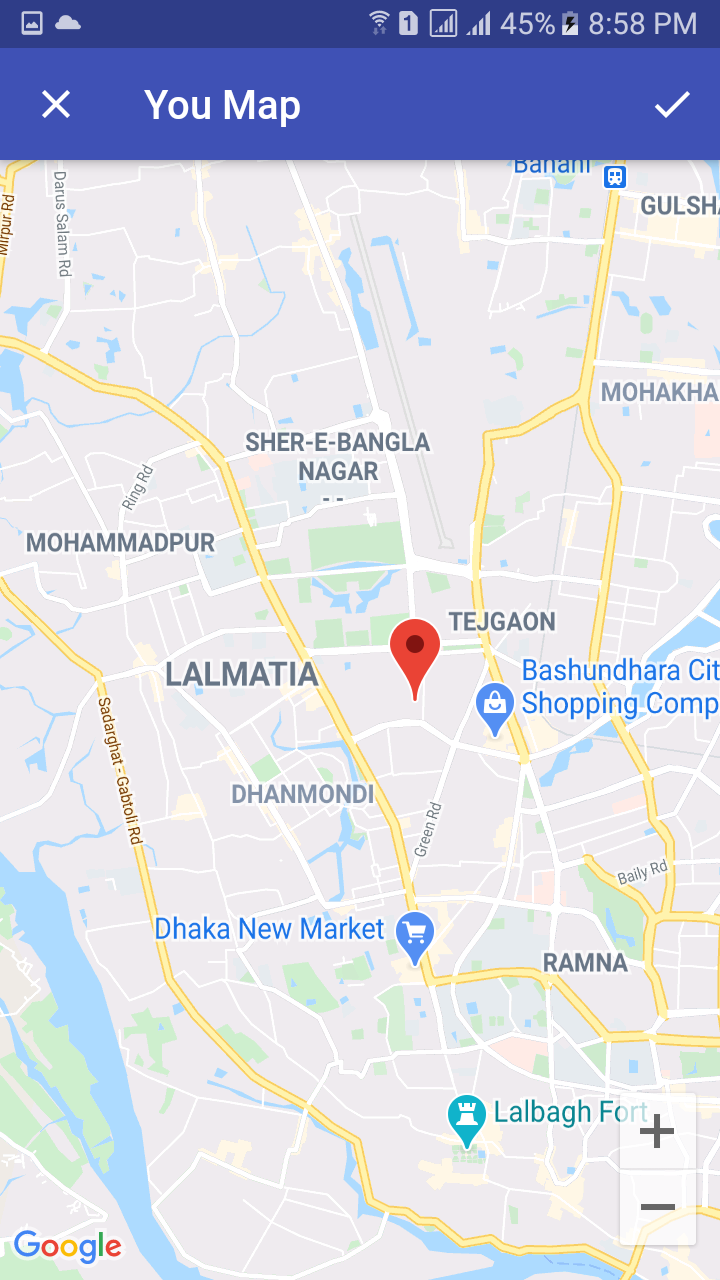 1
45%
8:58 PM
You Map
Banani
Darus Salam Rd
Mirpur Rd
GULSHA
MOHAKHA
SHER-E-BANGLA
NAGAR
Ring Rd
MOHAMMADPUR
TEJGAON
LALMATIA
Bashundhara Cit
Shopping Comp
Sadarghat - Gabtoli Rd
DHANMONDI
Green Rd
Baily Rd
Dhaka New Market
RAMNA
Lalbagh Fort
+
−
Google